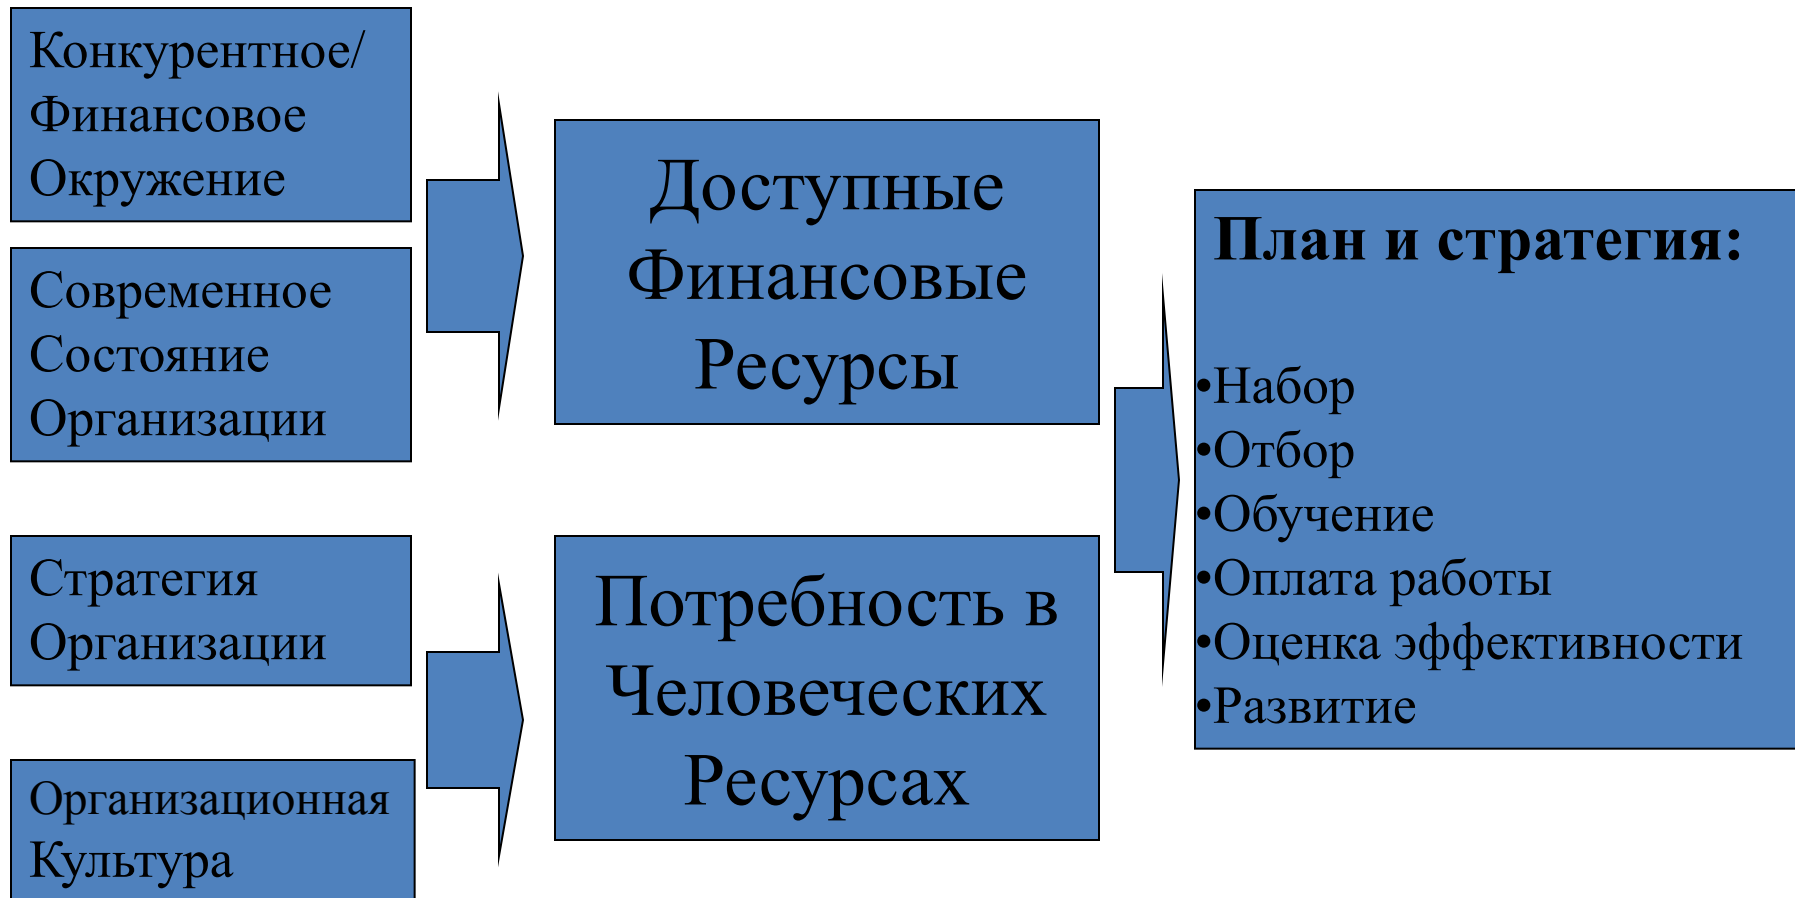 Конкурентное/
Финансовое
Окружение
Современное
Состояние
Организации
Стратегия
Организации
Организационная
Культура
Доступные
Финансовые
Ресурсы
Потребность в
Человеческих
Ресурсах
План и стратегия:
•Набор
•Отбор
•Обучение
•Оплата работы
•Оценка эффективности
•Развитие